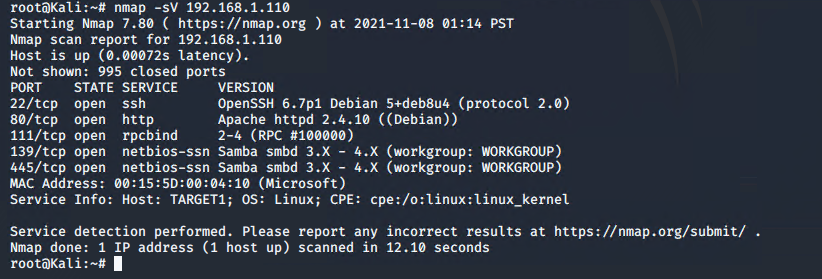 root@Kali:~# nmap -sV 192.168.1.110
Starting Nmap 7.80 ( https://nmap.org ) at 2021-11-08 01:14 PST
Nmap scan report for 192.168.1.110
Host is up (0.00072s latency).
Not shown: 995 closed ports
PORT    STATE SERVICE     VERSION
22/tcp  open  ssh         OpenSSH 6.7p1 Debian 5+deb8u4 (protocol 2.0)
80/tcp  open  http        Apache httpd 2.4.10 ((Debian))
111/tcp open  rpcbind     2-4 (RPC #100000)
139/tcp open  netbios-ssn Samba smbd 3.X - 4.X (workgroup: WORKGROUP)
445/tcp open  netbios-ssn Samba smbd 3.X - 4.X (workgroup: WORKGROUP)
MAC Address: 00:15:5D:00:04:10 (Microsoft)
Service Info: Host: TARGET1; OS: Linux; CPE: cpe:/o:linux:linux_kernel

Service detection performed. Please report any incorrect results at https://nmap.org/submit/ .
Nmap done: 1 IP address (1 host up) scanned in 12.10 seconds
root@Kali:~#